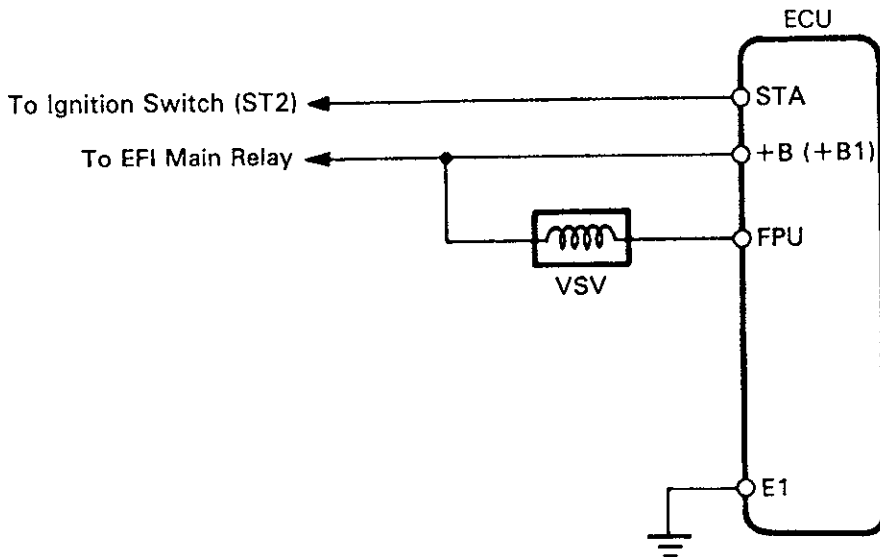 ECU
To Ignition Switch (ST2)
STA
To EFI Main Relay
+B (+B1)
FPU
VSV
E1